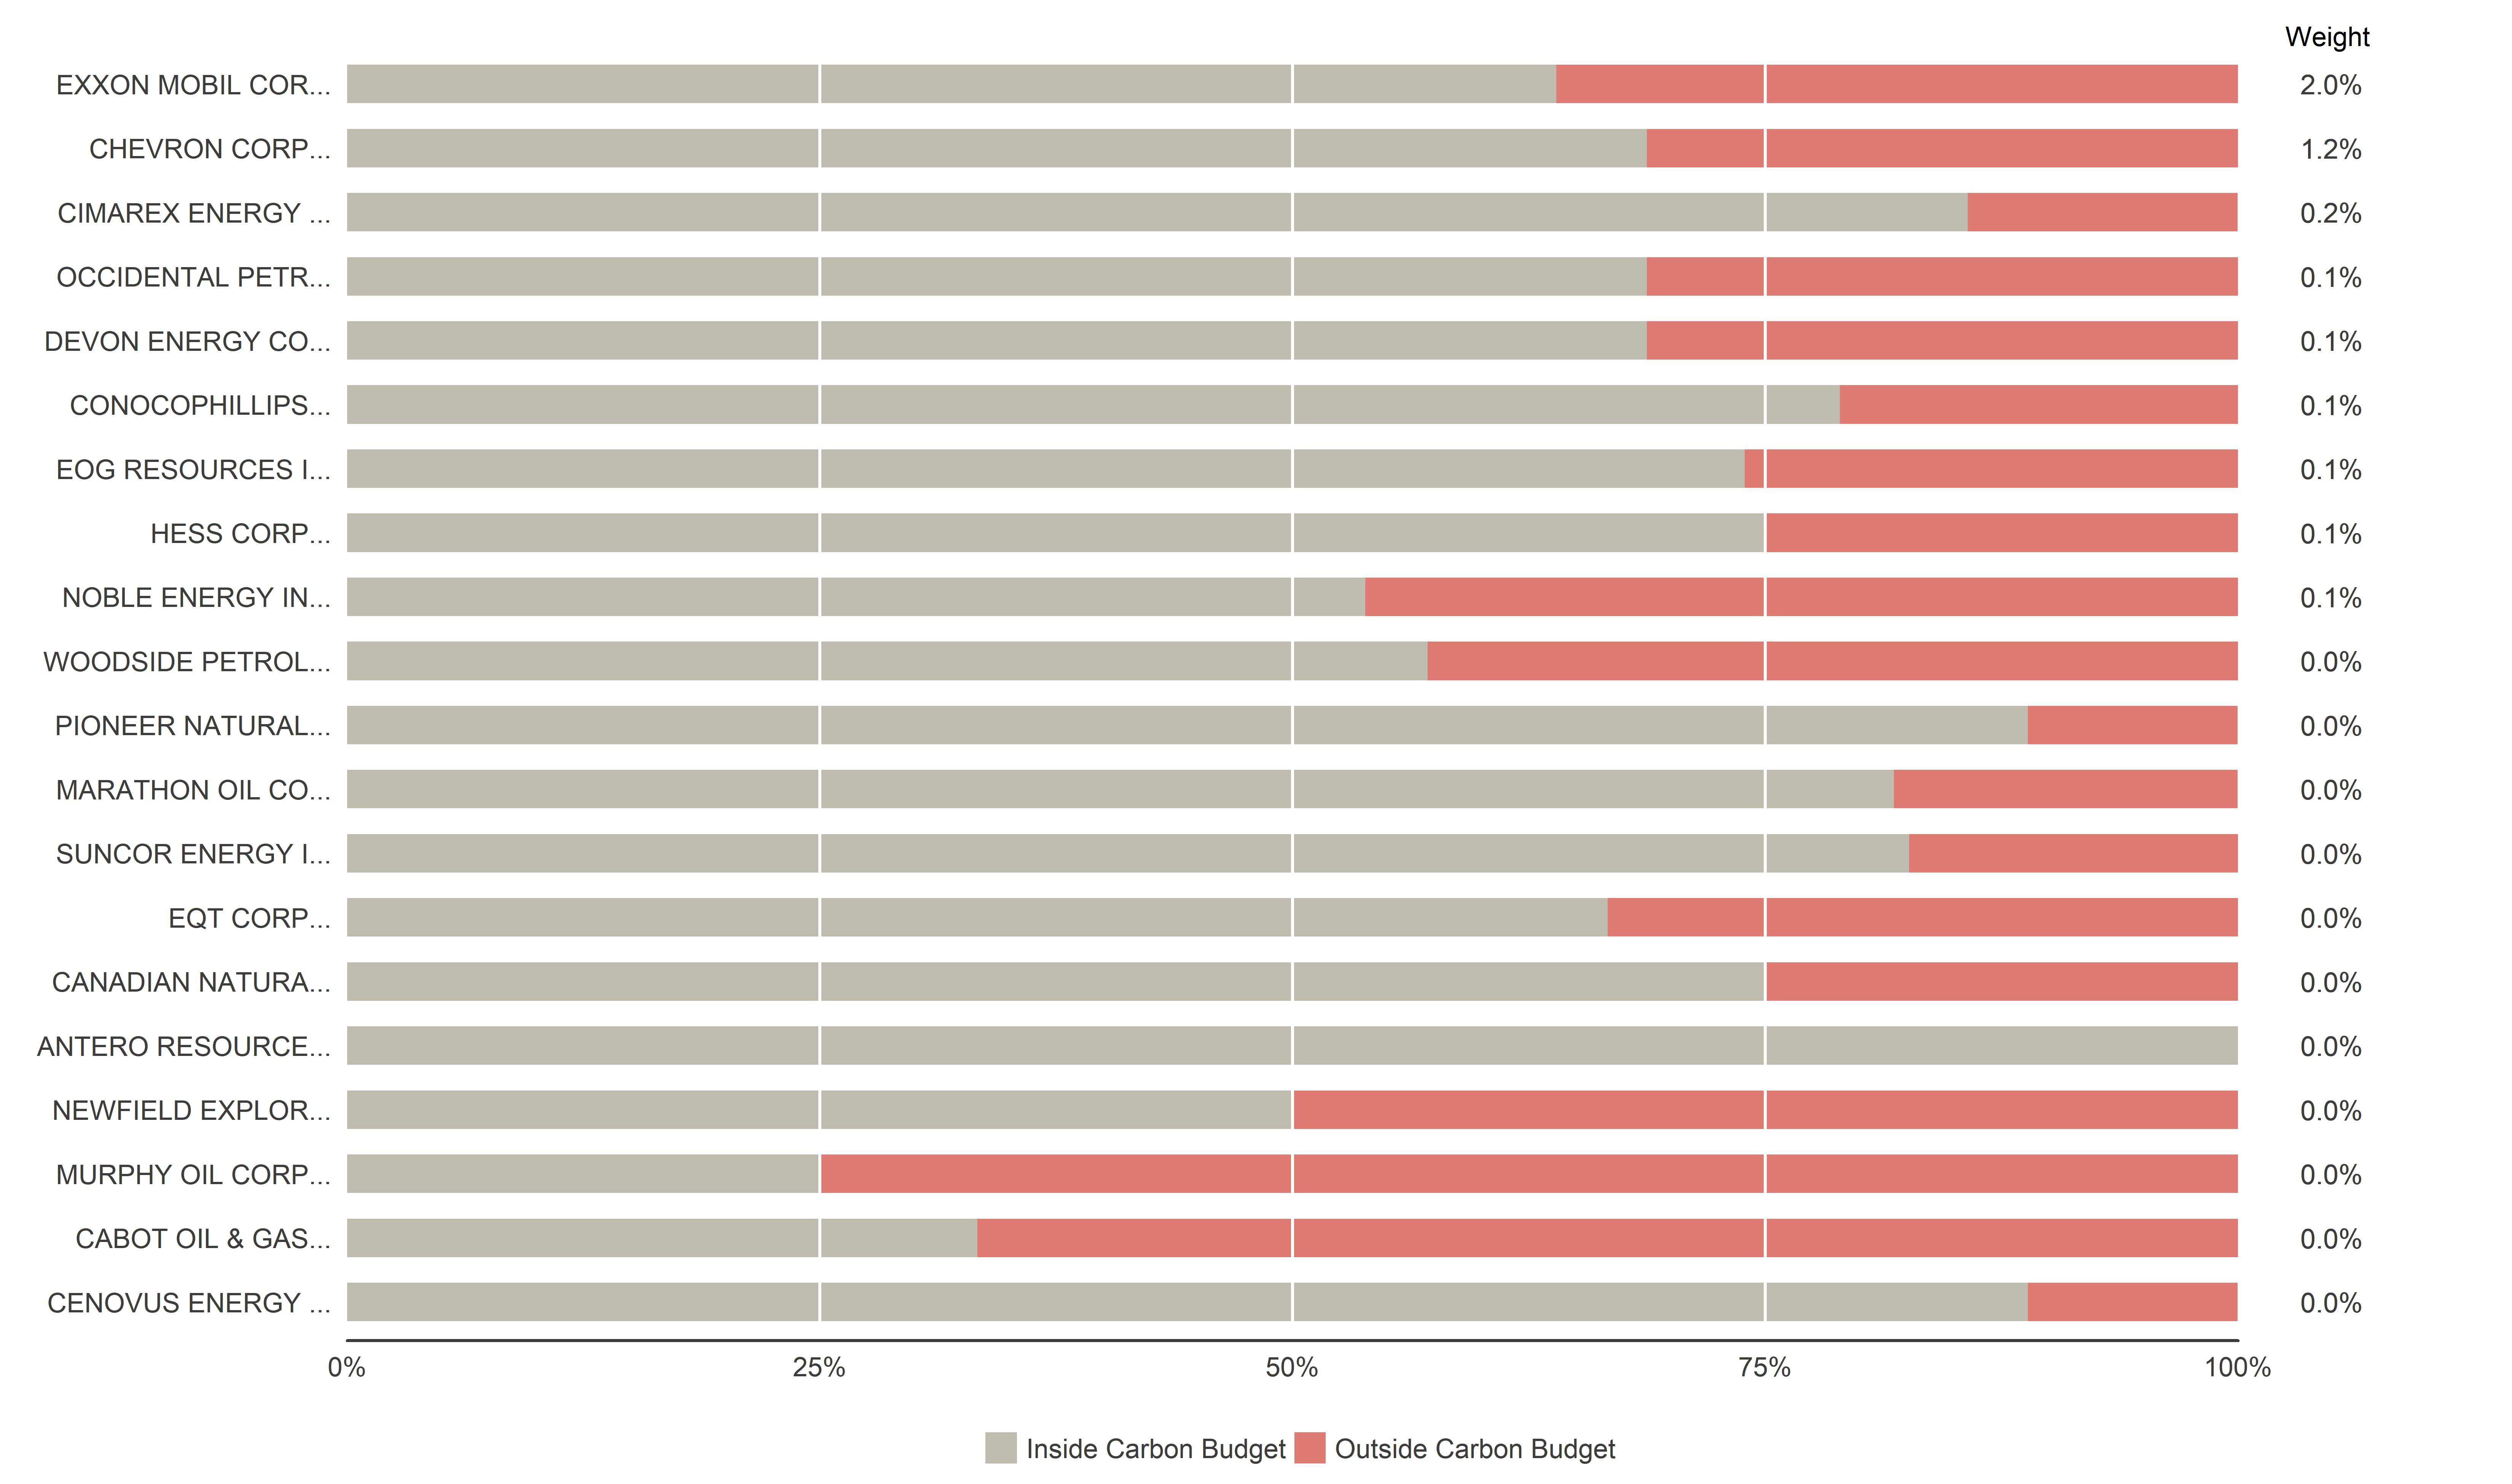 Weight
EXXON MOBIL COR... 2.0%
CHEVRON CORP... 1.2%
CIMAREX ENERGY ... 0.2%
OCCIDENTAL PETR... 0.1%
DEVON ENERGY CO... 0.1%
CONOCOPHILLIPS... 0.1%
EOG RESOURCES I... 0.1%
HESS CORP... 0.1%
NOBLE ENERGY IN... 0.1%
WOODSIDE PETROL... 0.0%
PIONEER NATURAL... 0.0%
MARATHON OIL CO... 0.0%
SUNCOR ENERGY I... 0.0%
EQT CORP... 0.0%
CANADIAN NATURA... 0.0%
ANTERO RESOURCE... 0.0%
NEWFIELD EXPLOR... 0.0%
MURPHY OIL CORP... 0.0%
CABOT OIL & GAS... 0.0%
CENOVUS ENERGY ... 0.0%
0% 25% 50% 75% 100%
Inside Carbon Budget Outside Carbon Budget